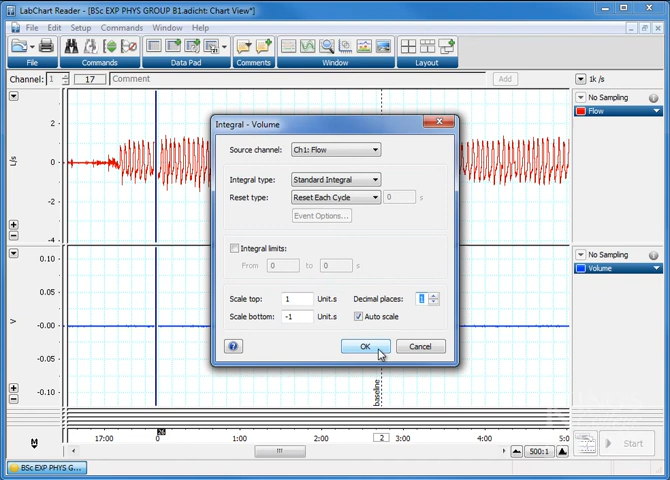 LabChart Reader - [BSc EXP PHYS GROUP B1.adicht: Chart View*]
File Edit Setup Commands Window Help
File Commands Data Pad Comments Window Layout
Channel: 1 17 Comment Add 1k /s
No Sampling
Flow
L/s
2
0
-2
-4
No Sampling
Volume
V
0.10
0.05
-0.00
-0.05
-0.10
Integral - Volume
Source channel: Ch1: Flow
Integral type: Standard Integral
Reset type: Reset Each Cycle 0 s
Event Options...
Integral limits:
From 0 to 0 s
Scale top: 1 Unit.s Decimal places: 1
Scale bottom: -1 Unit.s Auto scale
OK Cancel
baseline
M
17:00 0 1:00 2:00 2 3:00 4:00 5:0
500:1 Start
BSc EXP PHYS G...